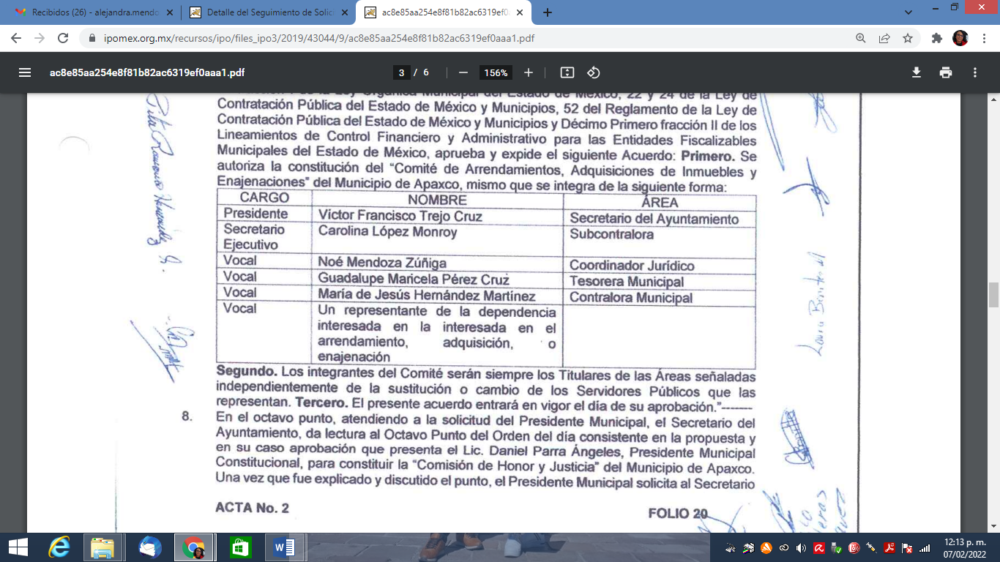 Recibidos (26) - alejandra.mendo
Detalle del Seguimiento de Solici
ac8e85aa254e8f81b82ac6319ef0a
ipomex.org.mx/recursos/ipo/files_ipo3/2019/43044/9/ac8e85aa254e8f81b82ac6319ef0aaa1.pdf
ac8e85aa254e8f81b82ac6319ef0aaa1.pdf
3 / 6
156%
Ley Orgánica Municipal del Estado de México, 22 y 24 de la Ley de
Contratación Pública del Estado de México y Municipios, 52 del Reglamento de la Ley de
Contratación Pública del Estado de México y Municipios y Décimo Primero fracción II de los
Lineamientos de Control Financiero y Administrativo para las Entidades Fiscalizables
Municipales del Estado de México, aprueba y expide el siguiente Acuerdo: Primero. Se
autoriza la constitución del “Comité de Arrendamientos, Adquisiciones de Inmuebles y
Enajenaciones” del Municipio de Apaxco, mismo que se integra de la siguiente forma:
CARGO NOMBRE ÁREA
Presidente Víctor Francisco Trejo Cruz Secretario del Ayuntamiento
Secretario Carolina López Monroy Subcontralora
Ejecutivo
Vocal Noé Mendoza Zúñiga Coordinador Jurídico
Vocal Guadalupe Maricela Pérez Cruz Tesorera Municipal
Vocal María de Jesús Hernández Martínez Contralora Municipal
Vocal Un representante de la dependencia
interesada en la interesada en el
arrendamiento, adquisición, o
enajenación
Segundo. Los integrantes del Comité serán siempre los Titulares de las Áreas señaladas
independientemente de la sustitución o cambio de los Servidores Públicos que las
representan. Tercero. El presente acuerdo entrará en vigor el día de su aprobación.”-------
8. En el octavo punto, atendiendo a la solicitud del Presidente Municipal, el Secretario del
Ayuntamiento, da lectura al Octavo Punto del Orden del día consistente en la propuesta y
en su caso aprobación que presenta el Lic. Daniel Parra Ángeles, Presidente Municipal
Constitucional, para constituir la “Comisión de Honor y Justicia” del Municipio de Apaxco.
Una vez que fue explicado y discutido el punto, el Presidente Municipal solicita al Secretario
ACTA No. 2 FOLIO 20
12:13 p. m.
07/02/2022